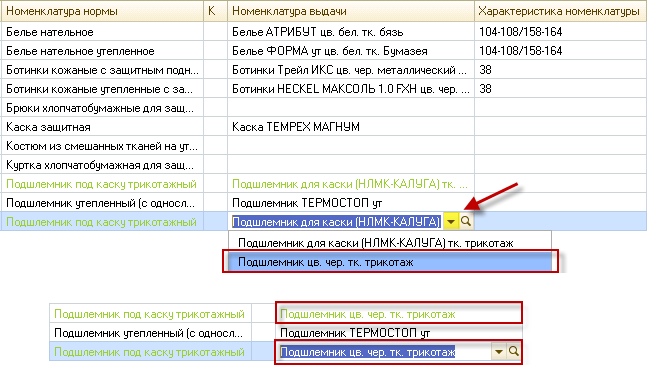 Номенклатура нормы К Номенклатура выдачи Характеристика номенклатуры
Белье нательное Белье АТРИБУТ цв. бел. тк. бязь 104-108/158-164
Белье нательное утепленное Белье ФОРМА ут цв. бел. тк. Бумазея 104-108/158-164
Ботинки кожаные с защитным подн... Ботинки Трейл ИКС цв. чер. металлический ... 38
Ботинки кожаные утепленные с за... Ботинки HECKEL МАКСОЛЬ 1.0 FXH цв. чер. ... 38
Брюки хлопчатобумажные для защ...
Каска защитная Каска TEMPEX МАГНУМ
Костюм из смешанных тканей на ут...
Куртка хлопчатобумажная для защ...
Подшлемник под каску трикотажный Подшлемник для каски (НЛМК-КАЛУГА) тк. ...
Подшлемник утепленный (с односл... Подшлемник ТЕРМОСТОП ут
Подшлемник под каску трикотажный Подшлемник для каски (НЛМК-КАЛУГА)
Подшлемник для каски (НЛМК-КАЛУГА) тк. трикотаж
Подшлемник цв. чер. тк. трикотаж
Подшлемник под каску трикотажный Подшлемник цв. чер. тк. трикотаж
Подшлемник утепленный (с односл... Подшлемник ТЕРМОСТОП ут
Подшлемник под каску трикотажный Подшлемник цв. чер. тк. трикотаж